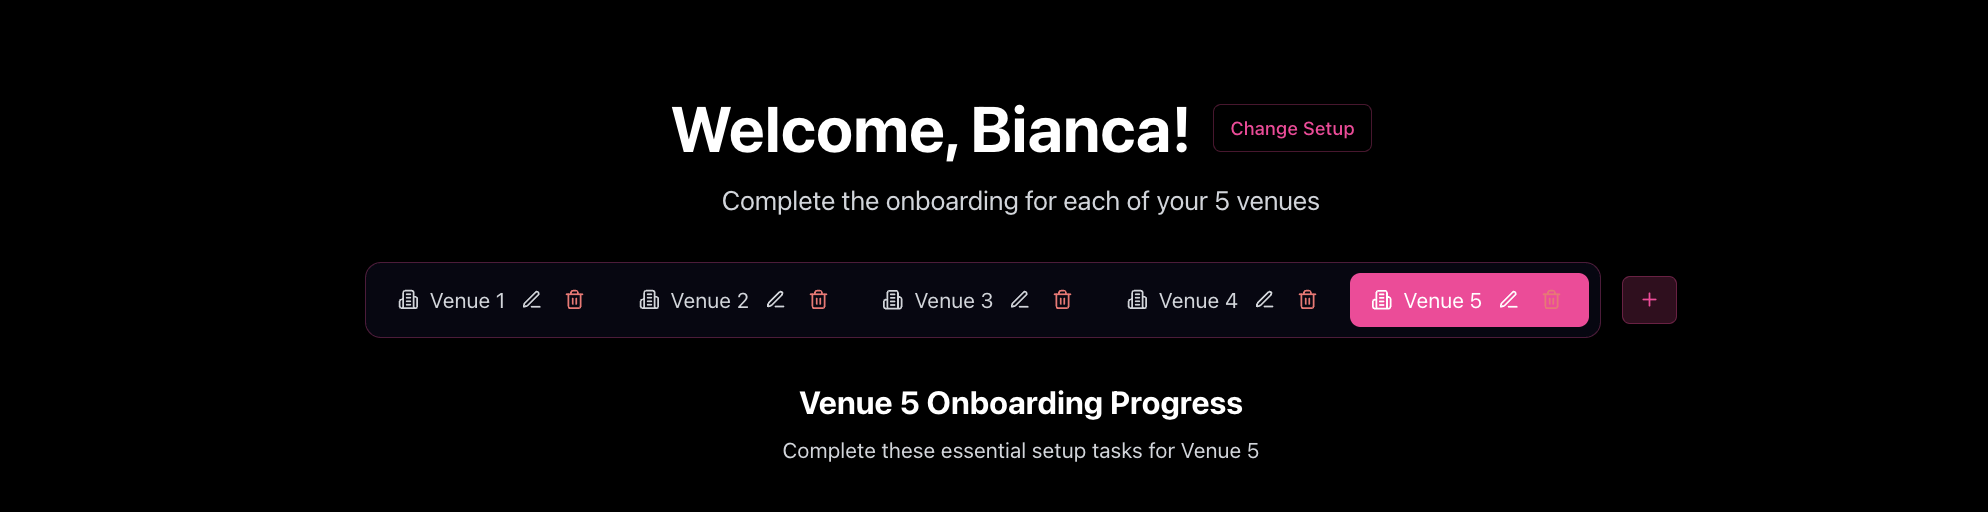 Welcome, Bianca! Change Setup
Complete the onboarding for each of your 5 venues
Venue 1 Venue 2 Venue 3 Venue 4 Venue 5 +
Venue 5 Onboarding Progress
Complete these essential setup tasks for Venue 5